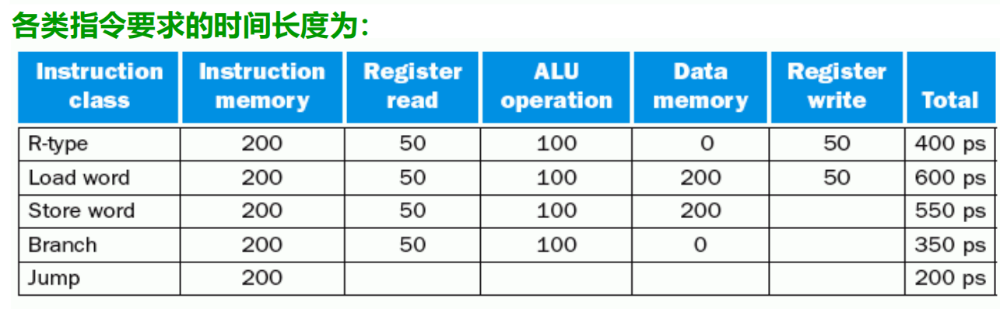 各类指令要求的时间长度为：
Instruction class Instruction memory Register read ALU operation Data memory Register write Total
R-type 200 50 100 0 50 400 ps
Load word 200 50 100 200 50 600 ps
Store word 200 50 100 200 550 ps
Branch 200 50 100 0 350 ps
Jump 200 200 ps